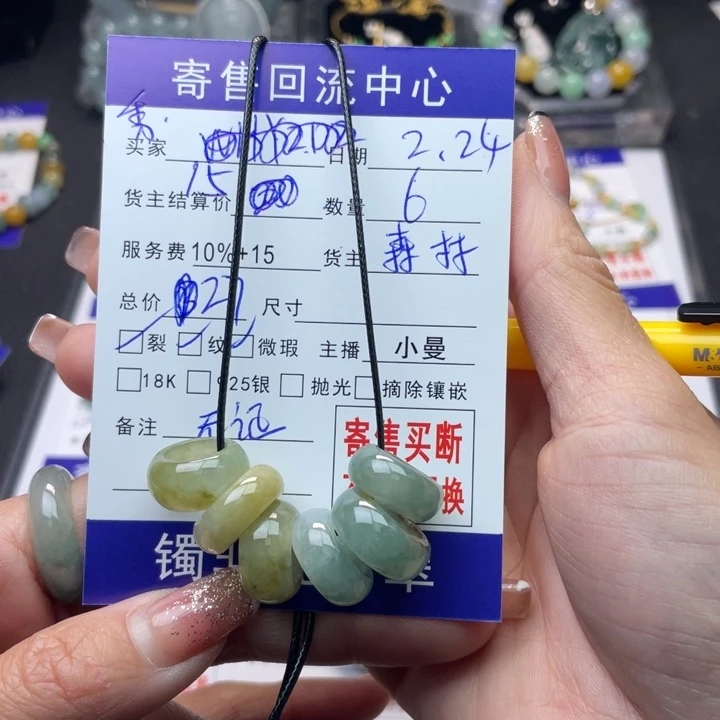 寄售回流中心
买家 日期 2.24
货主结算价 15 数量 6
服务费 10%+15 货主
总价 27 尺寸
裂 纹 微瑕 主播 小曼
18K 925银 抛光 摘除镶嵌
备注 无证
寄售买断
换
镯
M&G